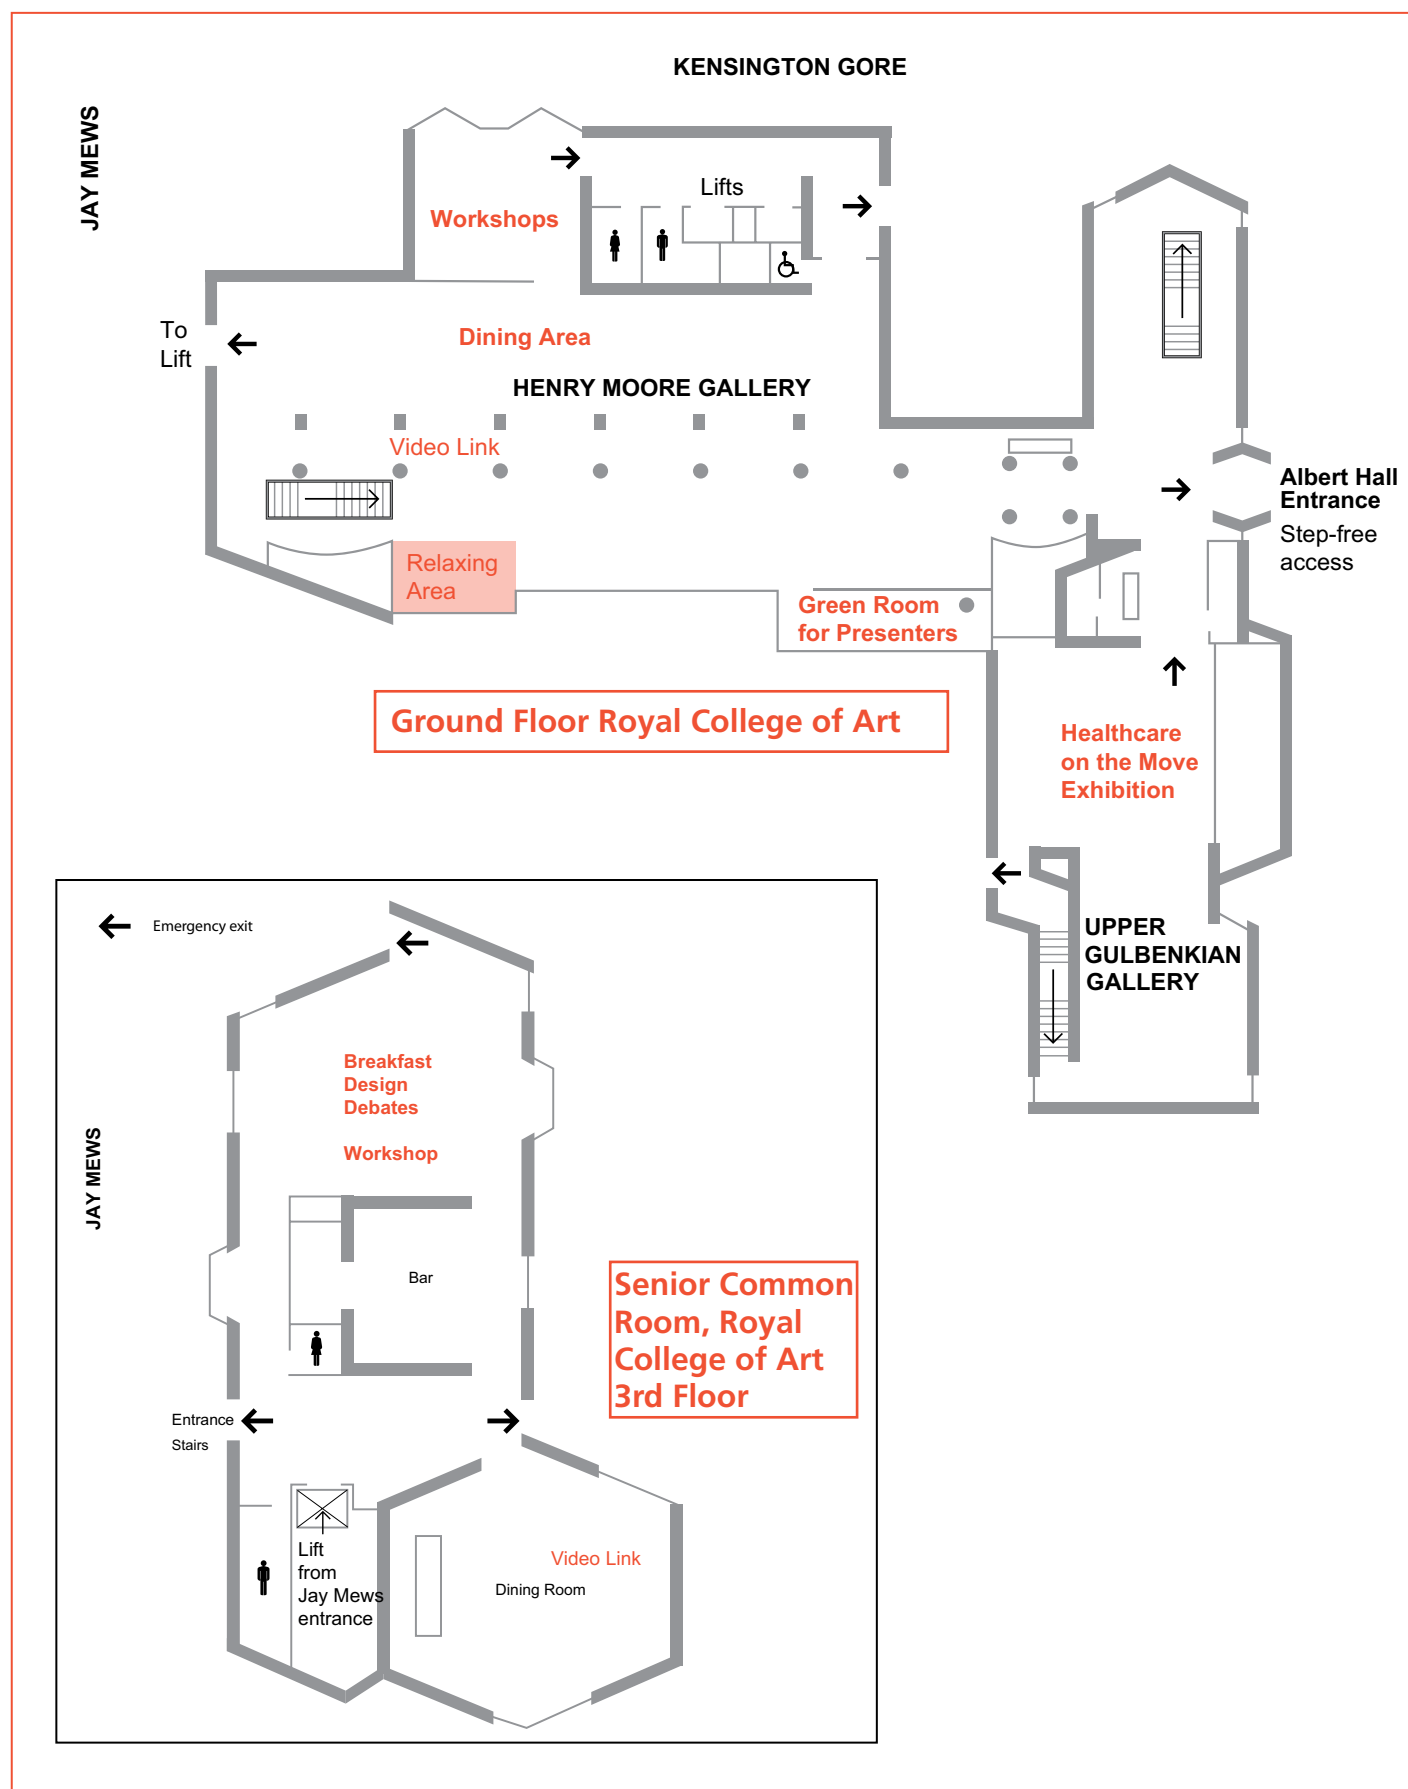 KENSINGTON GORE
JAY MEWS
Lifts
Workshops
To
Lift
Dining Area
HENRY MOORE GALLERY
Video Link
Albert Hall
Entrance
Step-free
access
Relaxing
Area
Green Room
for Presenters
Ground Floor Royal College of Art
Healthcare
on the Move
Exhibition
UPPER
GULBENKIAN
GALLERY
Emergency exit
Breakfast
Design
Debates
Workshop
JAY MEWS
Bar
Senior Common
Room, Royal
College of Art
3rd Floor
Entrance
Stairs
Lift
from
Jay Mews
entrance
Video Link
Dining Room